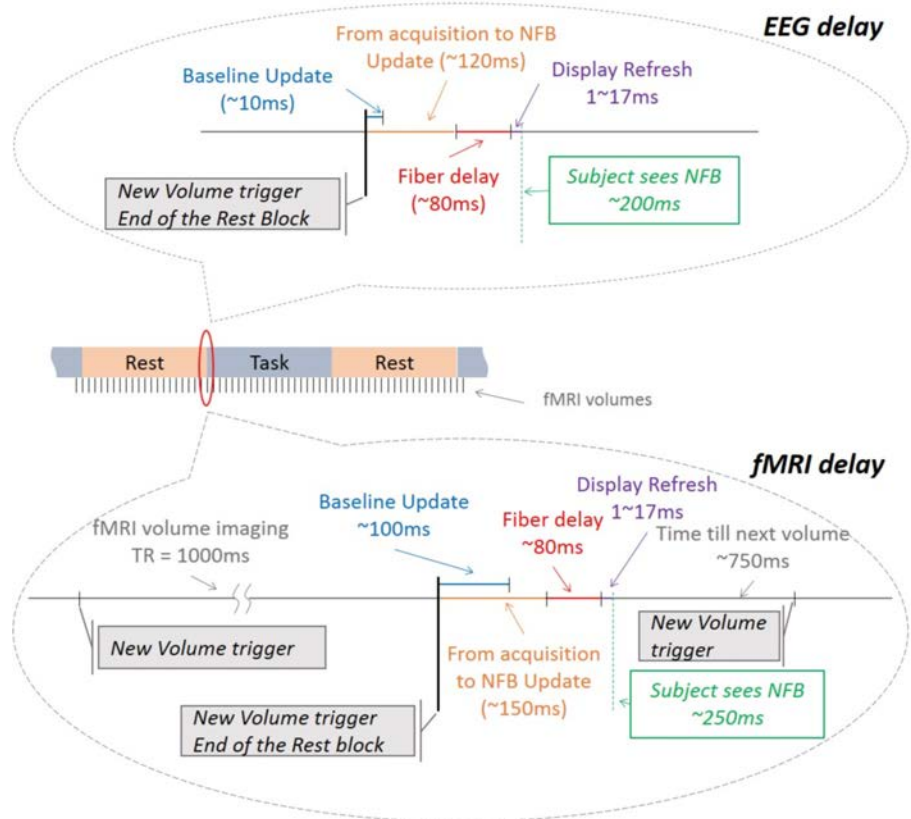 EEG delay
From acquisition to NFB
Update (~120ms)
Baseline Update
(~10ms)
Display Refresh
1~17ms
New Volume trigger
End of the Rest Block
Fiber delay
(~80ms)
Subject sees NFB
~200ms
Rest
Task
Rest
fMRI volumes
fMRI delay
Baseline Update
~100ms
Display Refresh
1~17ms
fMRI volume imaging
TR = 1000ms
Fiber delay
~80ms
Time till next volume
~750ms
New Volume trigger
New Volume
trigger
From acquisition
to NFB Update
(~150ms)
Subject sees NFB
~250ms
New Volume trigger
End of the Rest block